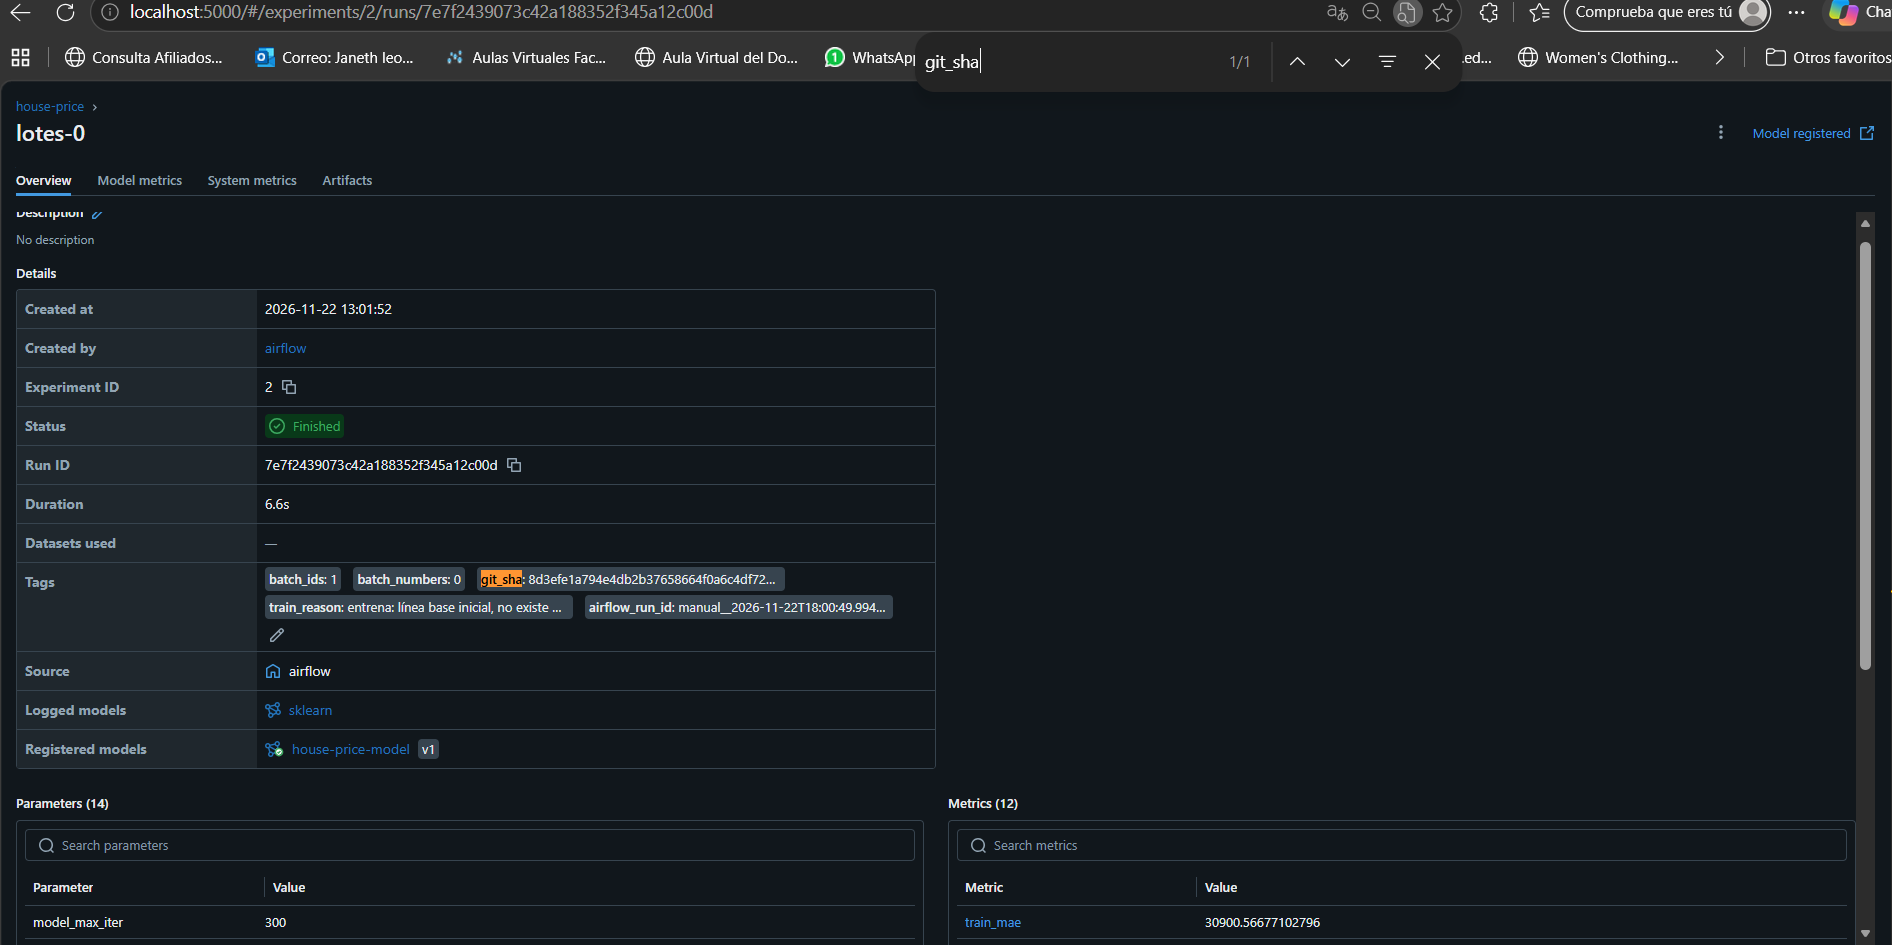 localhost:5000/#/experiments/2/runs/7e7f2439073c42a188352f345a12c00d
Comprueba que eres tú
Cha
Consulta Afiliados...
Correo: Janeth leo...
Aulas Virtuales Fac...
Aula Virtual del Do...
WhatsApp
git_sha
1/1
.ed...
Women's Clothing...
Otros favoritos
house-price
lotes-0
Model registered
Overview
Model metrics
System metrics
Artifacts
Description
No description
Details
Created at 2026-11-22 13:01:52
Created by airflow
Experiment ID 2
Status Finished
Run ID 7e7f2439073c42a188352f345a12c00d
Duration 6.6s
Datasets used —
Tags batch_ids: 1 batch_numbers: 0 git_sha: 8d3efe1a794e4db2b37658664f0a6c4df72...
train_reason: entrena: línea base inicial, no existe ... airflow_run_id: manual__2026-11-22T18:00:49.994...
Source airflow
Logged models sklearn
Registered models house-price-model v1
Parameters (14)
Search parameters
Parameter Value
model_max_iter 300
Metrics (12)
Search metrics
Metric Value
train_mae 30900.56677102796